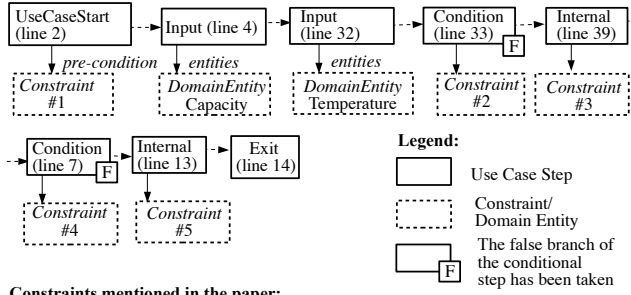 UseCaseStart
(line 2)
Input (line 4)
Input
(line 32)
Condition
(line 33)
F
Internal
(line 39)
pre-condition
entities
entities
Constraint
#1
DomainEntity
Capacity
DomainEntity
Temperature
Constraint
#2
Constraint
#3
Condition
(line 7)
F
Internal
(line 13)
Exit
(line 14)
Constraint
#4
Constraint
#5
Legend:
Use Case Step
Constraint/
Domain Entity
F
The false branch of
the conditional
step has been taken
Constraints mentioned in the paper: